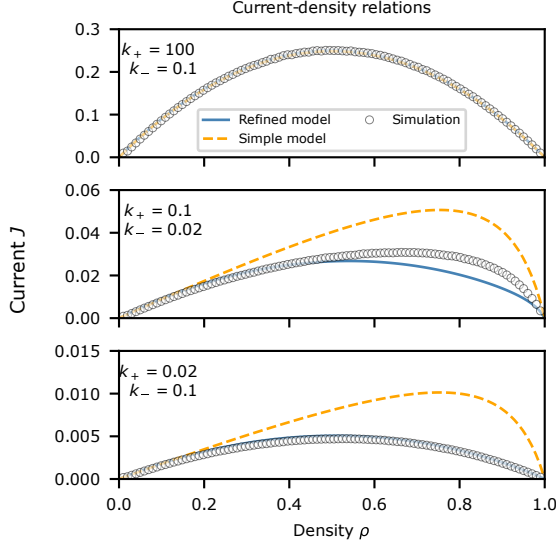 Current-density relations
0.3
0.2
0.1
0.0
k₊ = 100
k₋ = 0.1
Refined model
Simple model
Simulation
Current J
0.06
0.04
0.02
0.00
k₊ = 0.1
k₋ = 0.02
0.015
0.010
0.005
0.000
k₊ = 0.02
k₋ = 0.1
0.0 0.2 0.4 0.6 0.8 1.0
Density ρ